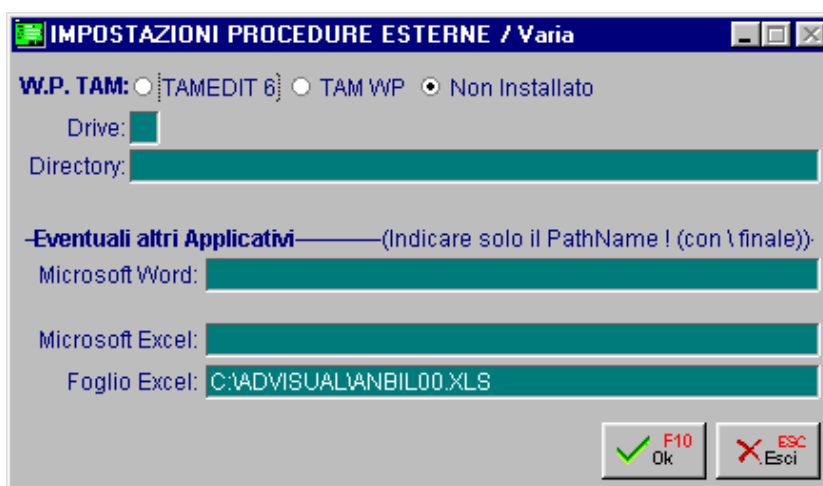 IMPOSTAZIONI PROCEDURE ESTERNE / Varia
W.P. TAM: TAMEDIT 6 TAM WP Non Installato
Drive:
Directory:
Eventuali altri Applicativi (Indicare solo il PathName ! (con \ finale))
Microsoft Word:
Microsoft Excel:
Foglio Excel: C:\ADVISUAL\ANBIL00.XLS
F10 Ok ESC Esci